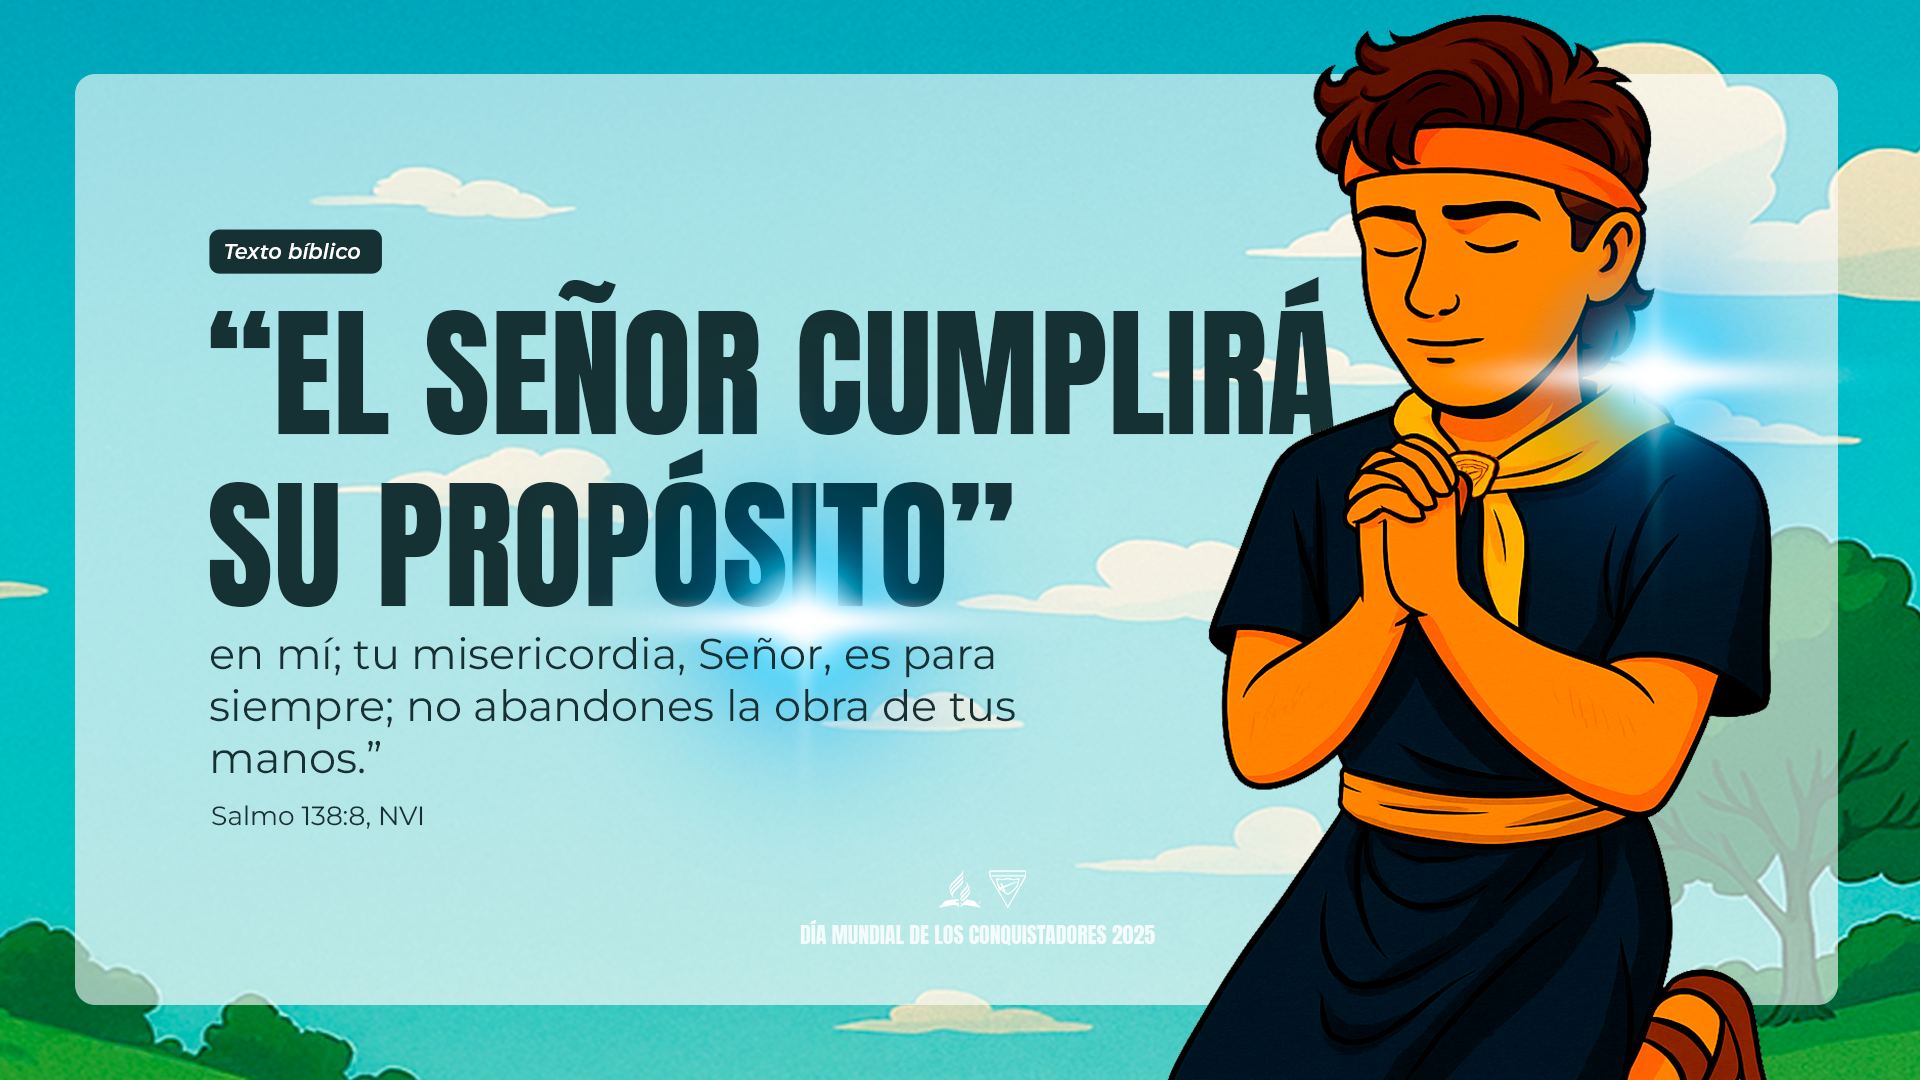 Texto bíblico
“EL SEÑOR CUMPLIRÁ
SU PROPÓSITO”
en mí; tu misericordia, Señor, es para
siempre; no abandones la obra de tus
manos.”
Salmo 138:8, NVI
DÍA MUNDIAL DE LOS CONQUISTADORES 2025